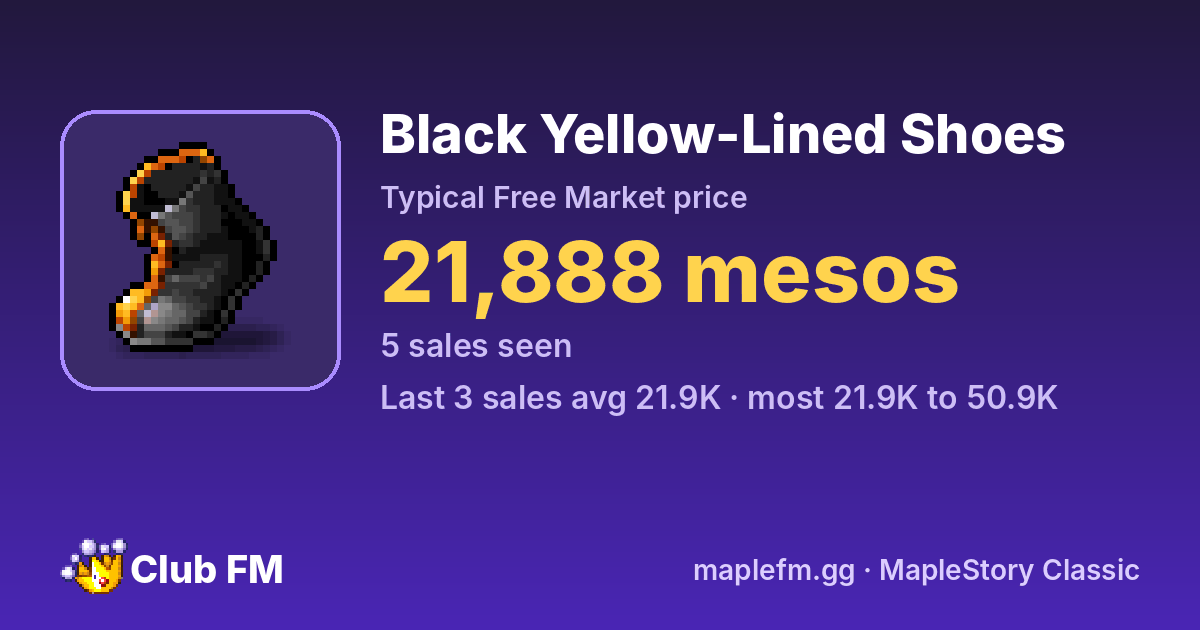 Black Yellow-Lined Shoes
Typical Free Market price
21,888 mesos
5 sales seen
Last 3 sales avg 21.9K · most 21.9K to 50.9K
Club FM
maplefm.gg · MapleStory Classic